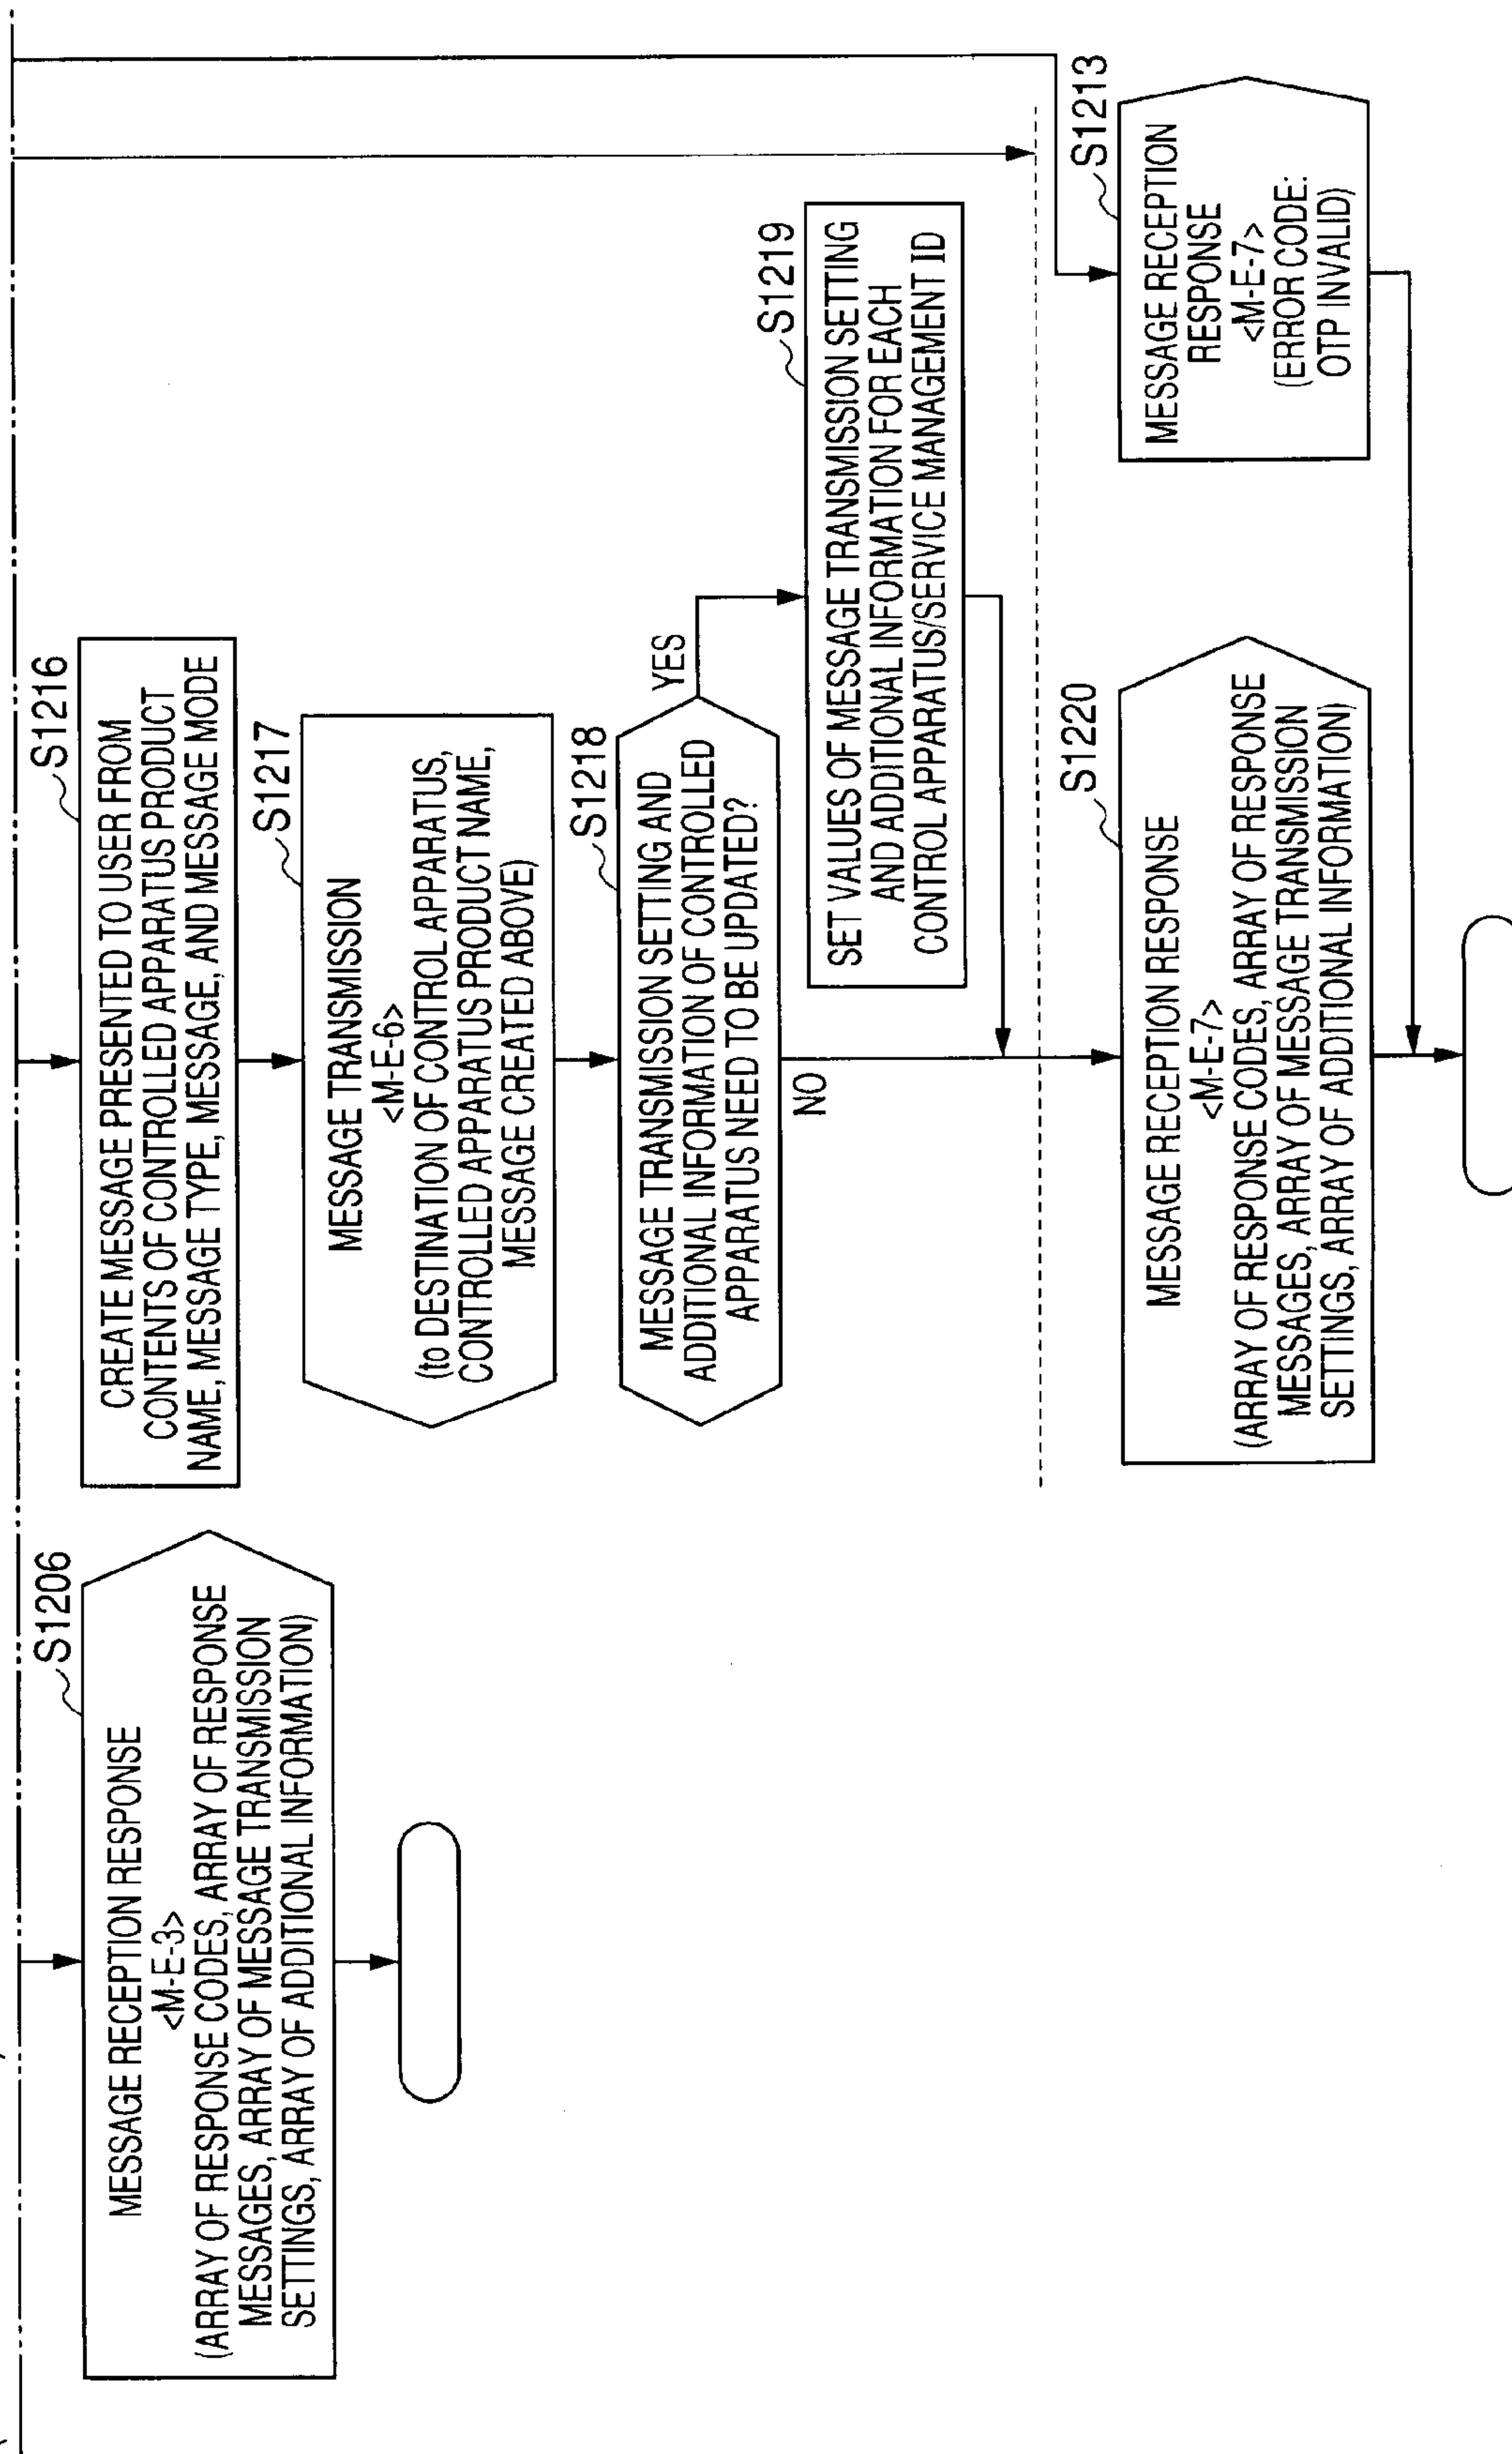 S1206
MESSAGE RECEPTION RESPONSE
<M-E-3>
(ARRAY OF RESPONSE CODES, ARRAY OF RESPONSE
MESSAGES, ARRAY OF MESSAGE TRANSMISSION
SETTINGS, ARRAY OF ADDITIONAL INFORMATION)
S1216
CREATE MESSAGE PRESENTED TO USER FROM
CONTENTS OF CONTROLLED APPARATUS PRODUCT
NAME, MESSAGE TYPE, MESSAGE, AND MESSAGE MODE
S1217
MESSAGE TRANSMISSION
<M-E-6>
(to DESTINATION OF CONTROL APPARATUS,
CONTROLLED APPARATUS PRODUCT NAME,
MESSAGE CREATED ABOVE)
S1218
MESSAGE TRANSMISSION SETTING AND
ADDITIONAL INFORMATION OF CONTROLLED
APPARATUS NEED TO BE UPDATED?
YES
NO
S1219
SET VALUES OF MESSAGE TRANSMISSION SETTING
AND ADDITIONAL INFORMATION FOR EACH
CONTROL APPARATUS/SERVICE MANAGEMENT ID
S1220
MESSAGE RECEPTION RESPONSE
<M-E-7>
(ARRAY OF RESPONSE CODES, ARRAY OF RESPONSE
MESSAGES, ARRAY OF MESSAGE TRANSMISSION
SETTINGS, ARRAY OF ADDITIONAL INFORMATION)
S1213
MESSAGE RECEPTION
RESPONSE
<M-E-7>
(ERROR CODE:
OTP INVALID)